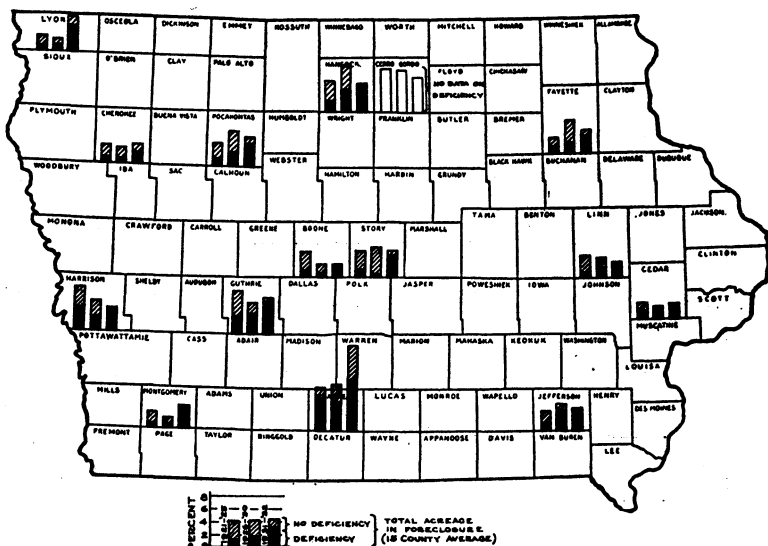 LYON OSCEOLA DICKINSON EMMET KOSSUTH WINNEBAGO WORTH MITCHELL HOWARD WINNESHIEK ALLAMAKEE
SIOUX O'BRION CLAY PALO ALTO HANCOCK CERRO GORDO FLOYD CHICKASAW
NO DATA ON
DEFICIENCY
FAYETTE CLAYTON
PLYMOUTH CHEROKEE BUENA VISTA POCAHONTAS HUMBOLDT WRIGHT FRANKLIN BUTLER BREMER
WOODBURY IDA SAC CALHOUN WEBSTER HAMILTON HARDIN GRUNDY BLACK HAWK BUCHANAN DELAWARE DUBUQUE
MONONA CRAWFORD CARROLL GREENE BOONE STORY MARSHALL TAMA BENTON LINN JONES JACKSON
HARRISON SHELBY AUDUBON GUTHRIE DALLAS POLK JASPER POWESHIEK IOWA JOHNSON CEDAR CLINTON
SCOTT
MUSCATINE
POTTAWATTAMIE CASS ADAIR MADISON WARREN MARION MAHASKA KEOKUK WASHINGTON
LOUISA
MILLS MONTGOMERY ADAMS UNION LUCAS MONROE WAPELLO JEFFERSON HENRY
DES MOINES
FREMONT PAGE TAYLOR RINGGOLD DECATUR WAYNE APPANOOSE DAVIS VAN BUREN
LEE
PERCENT
8
6
4
2
NO DEFICIENCY
DEFICIENCY
TOTAL ACREAGE
IN FORECLOSURE
(15 COUNTY AVERAGE)